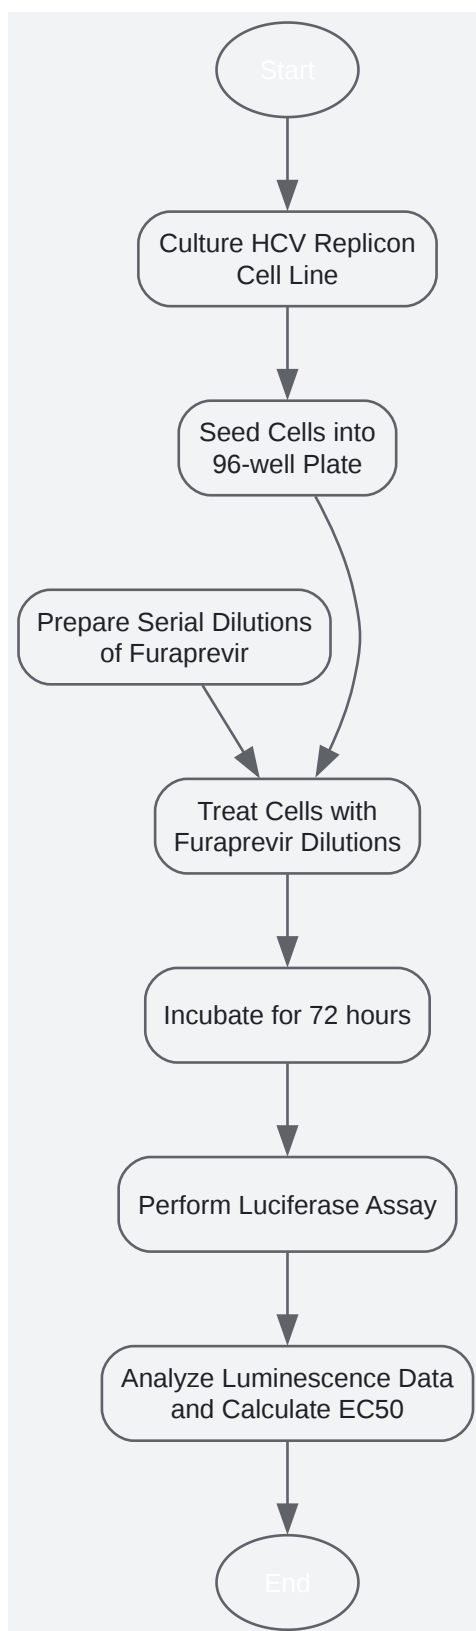 Start
Culture HCV Replicon
Cell Line
Seed Cells into
96-well Plate
Prepare Serial Dilutions
of Furaprevir
Treat Cells with
Furaprevir Dilutions
Incubate for 72 hours
Perform Luciferase Assay
Analyze Luminescence Data
and Calculate EC50
End